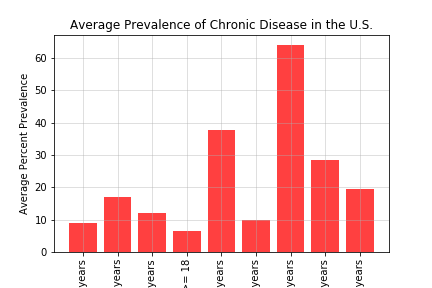 Average Prevalence of Chronic Disease in the U.S.
Average Percent Prevalence
60
50
40
30
20
10
0
years
years
years
>= 18
years
years
years
years
years